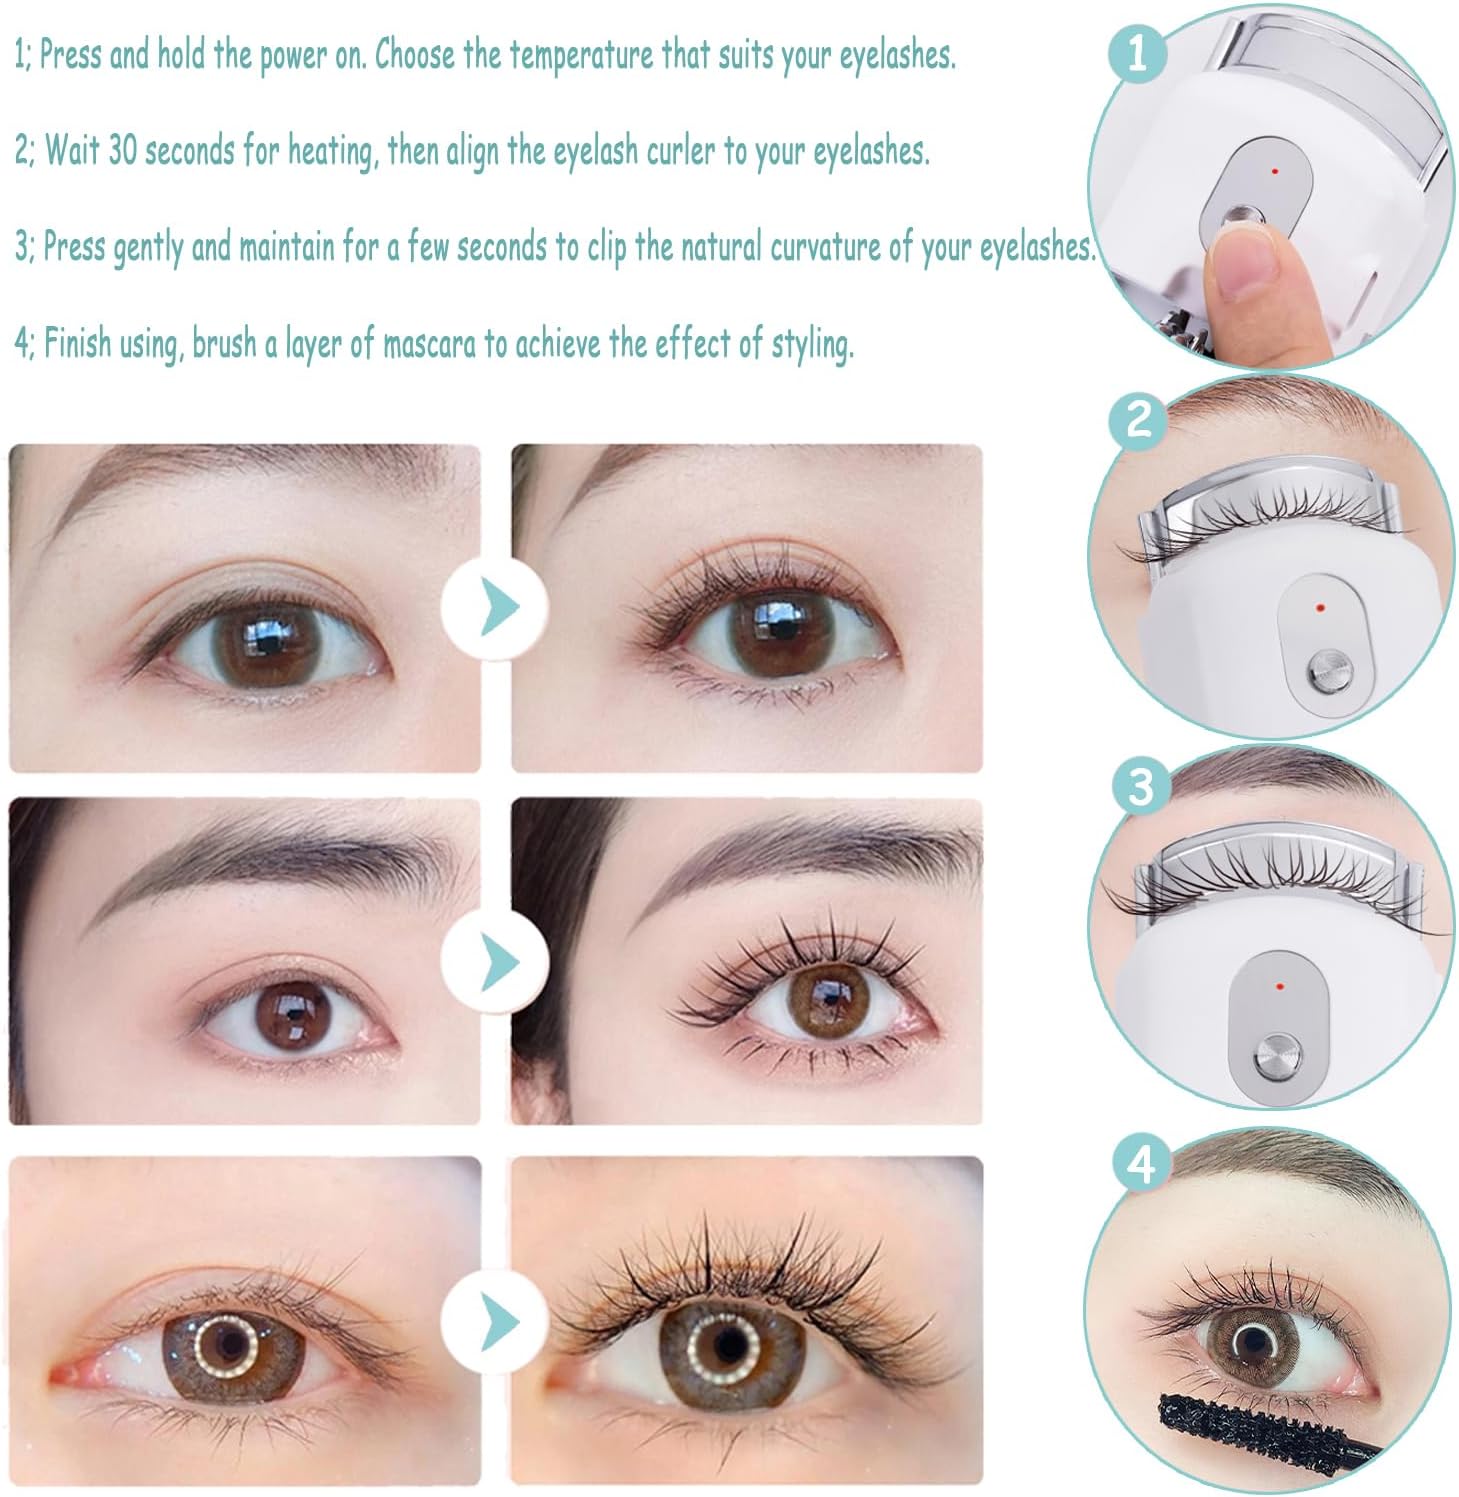 1; Press and hold the power on. Choose the temperature that suits your eyelashes.
2; Wait 30 seconds for heating, then align the eyelash curler to your eyelashes.
3; Press gently and maintain for a few seconds to clip the natural curvature of your eyelashes.
4; Finish using, brush a layer of mascara to achieve the effect of styling.
1
2
3
4